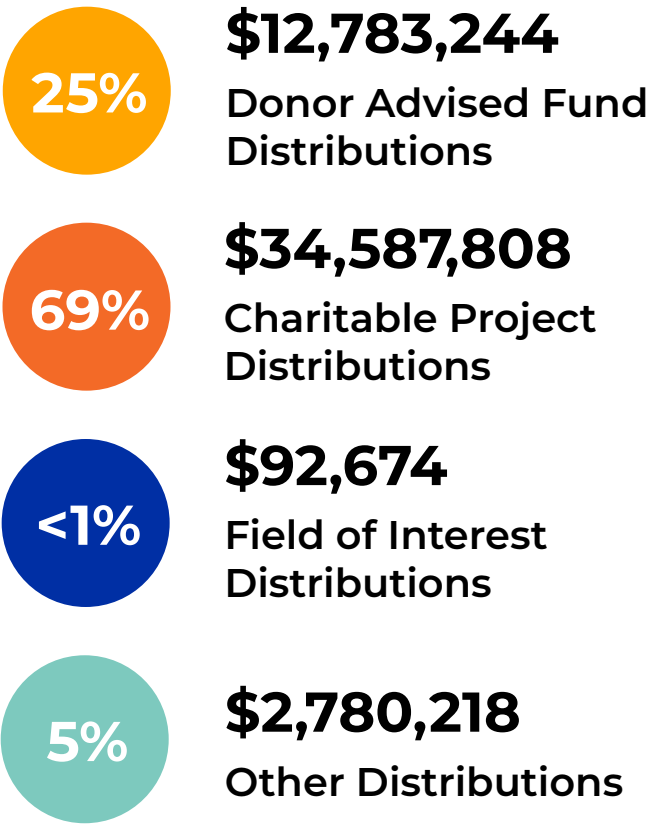 25%
$12,783,244
Donor Advised Fund
Distributions
69%
$34,587,808
Charitable Project
Distributions
<1%
$92,674
Field of Interest
Distributions
5%
$2,780,218
Other Distributions